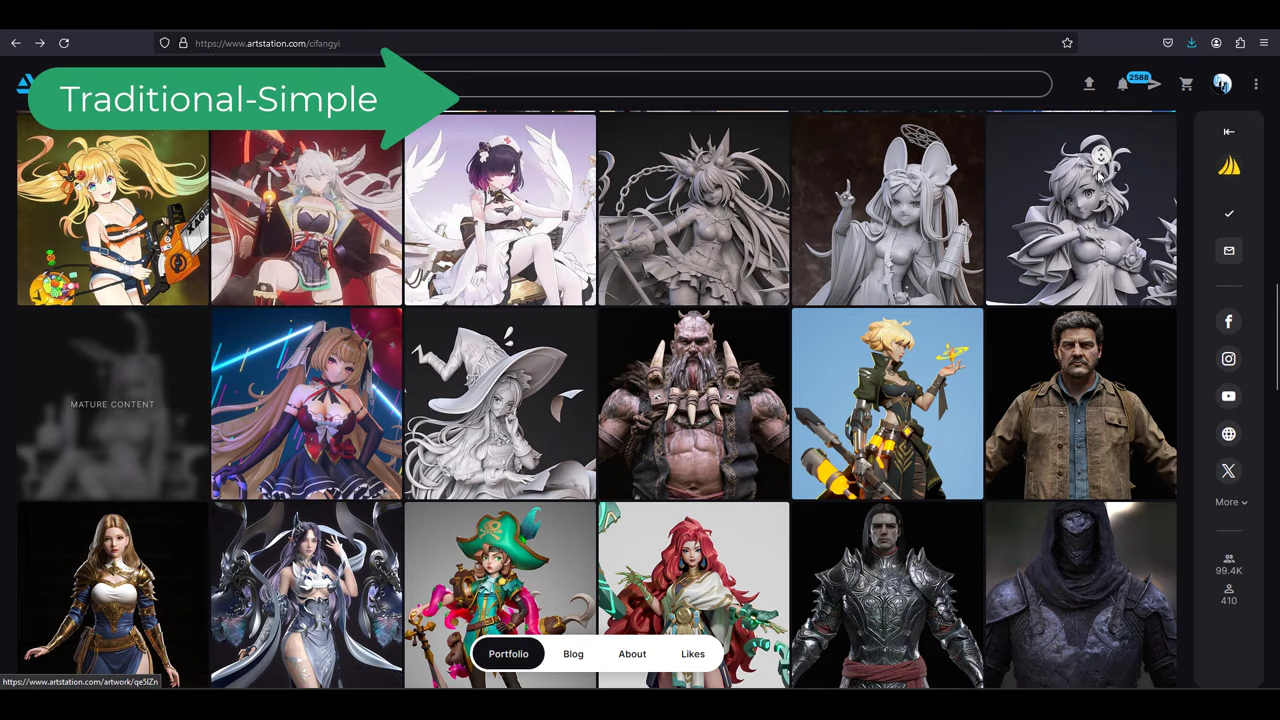 https://www.artstation.com/cifangyi
Traditional-Simple
2588
MATURE CONTENT
More
99.4K
410
Portfolio
Blog
About
Likes
https://www.artstation.com/artwork/qe5lZn